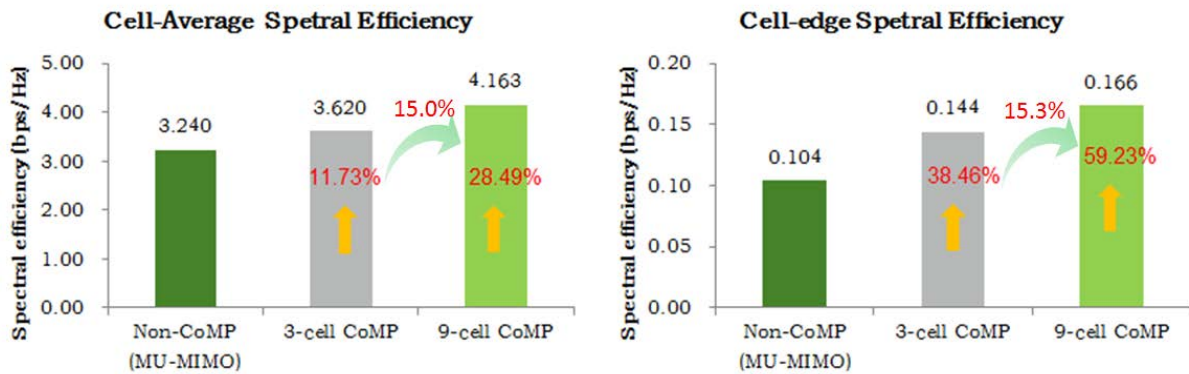 Cell-Average Spetral Efficiency
Spectral efficiency (bps/Hz)
5.00
4.00
3.00
2.00
1.00
0.00
3.240
3.620
4.163
15.0%
11.73%
28.49%
Non-CoMP
(MU-MIMO)
3-cell CoMP
9-cell CoMP
Cell-edge Spetral Efficiency
Spectral efficiency (bps/Hz)
0.20
0.15
0.10
0.05
0.00
0.104
0.144
0.166
15.3%
38.46%
59.23%
Non-CoMP
(MU-MIMO)
3-cell CoMP
9-cell CoMP